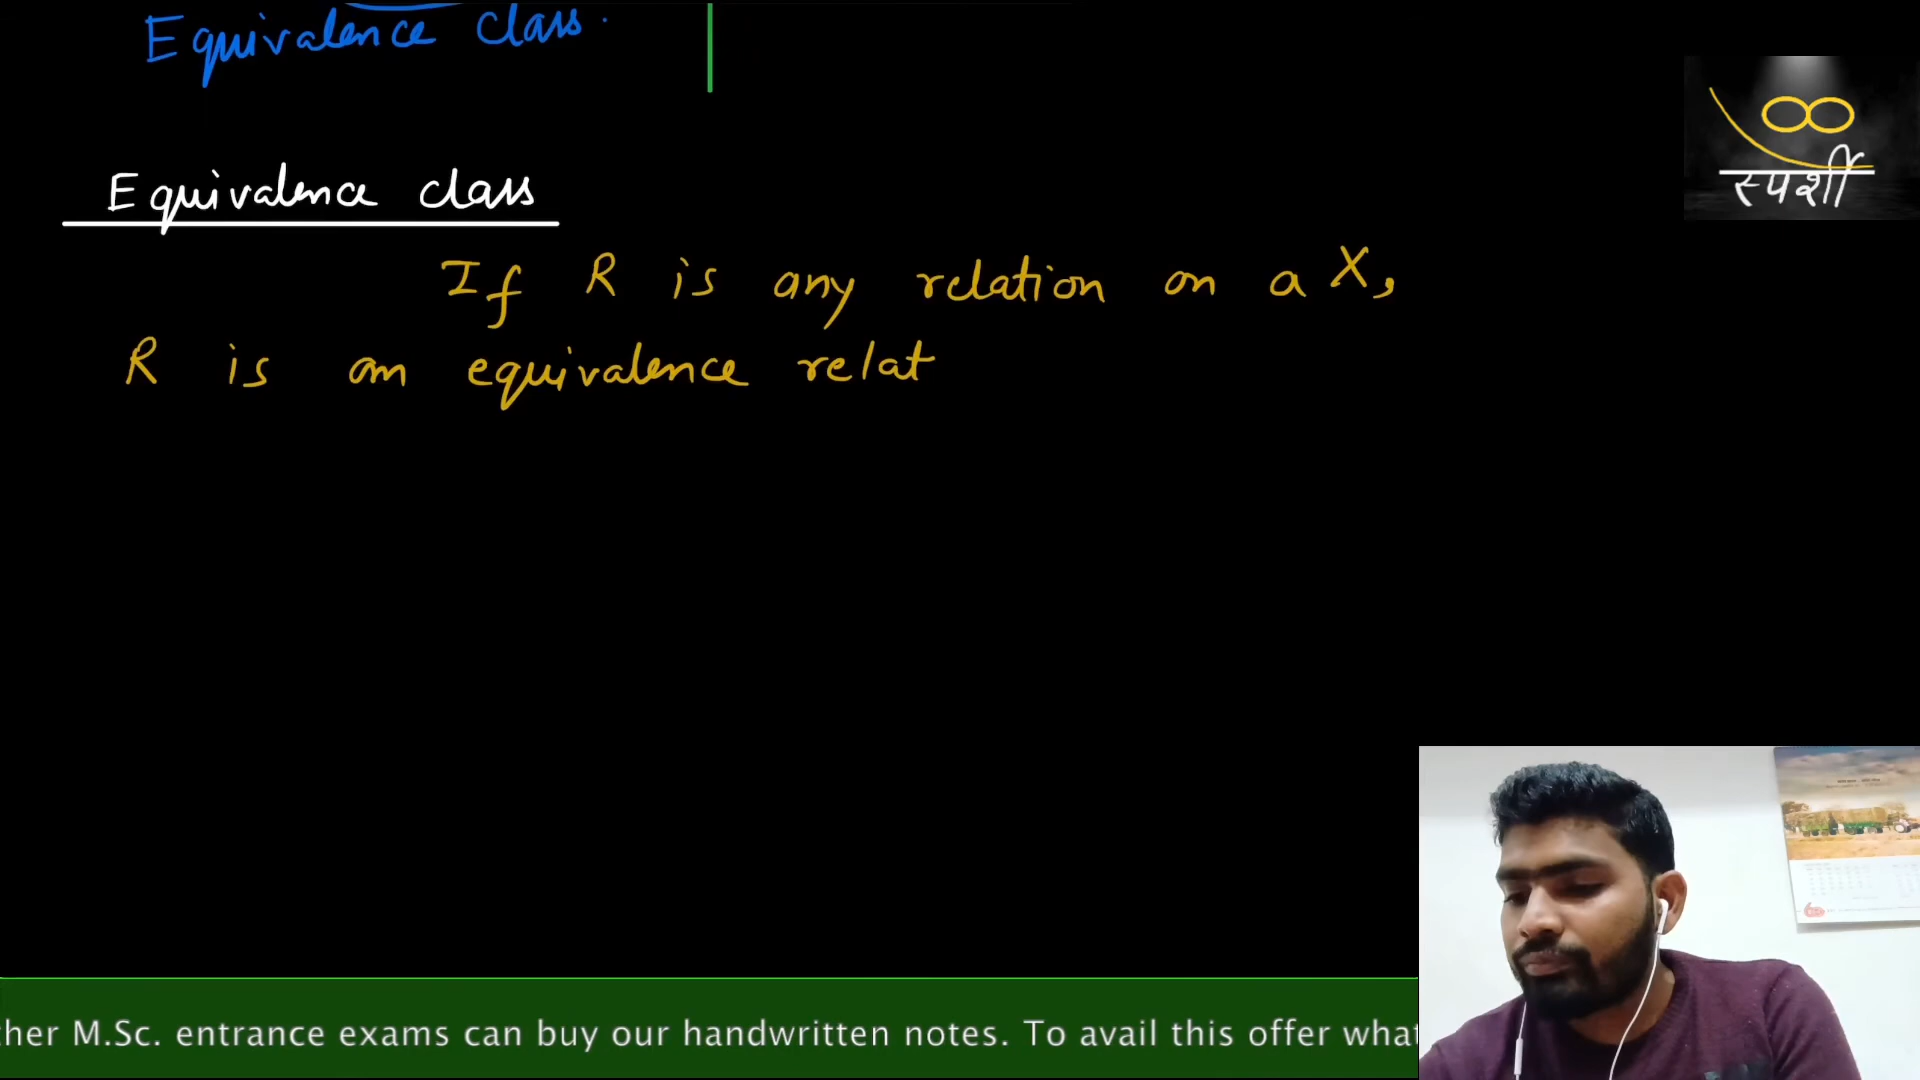 Equivalence class.
Equivalence class
If R is any relation on a X,
R is an equivalence relat
स्पर्शी
ther M.Sc. entrance exams can buy our handwritten notes. To avail this offer what